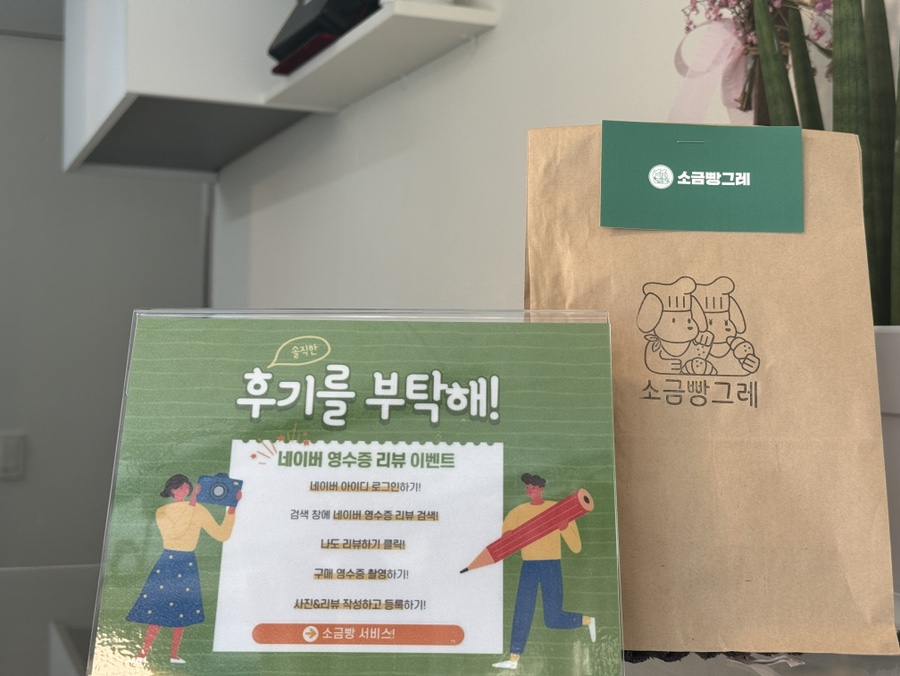 솔직한
후기를 부탁해!
네이버 영수증 리뷰 이벤트
네이버 아이디 로그인하기!
검색 창에 네이버 영수증 리뷰 검색!
나도 리뷰하기 클릭!
구매 영수증 촬영하기!
사진&리뷰 작성하고 등록하기!
소금빵 서비스!
소금빵그레
소금빵그레